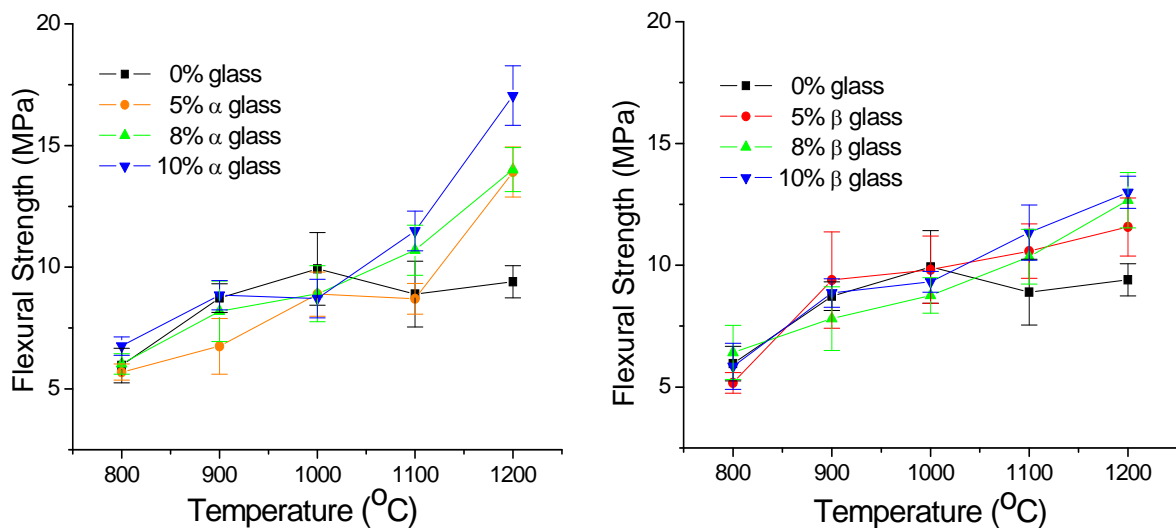 20
15
10
5
Flexural Strength (MPa)
0% glass
5% α glass
8% α glass
10% α glass
800 900 1000 1100 1200
Temperature (°C)
20
15
10
5
Flexural Strength (MPa)
0% glass
5% β glass
8% β glass
10% β glass
800 900 1000 1100 1200
Temperature (°C)